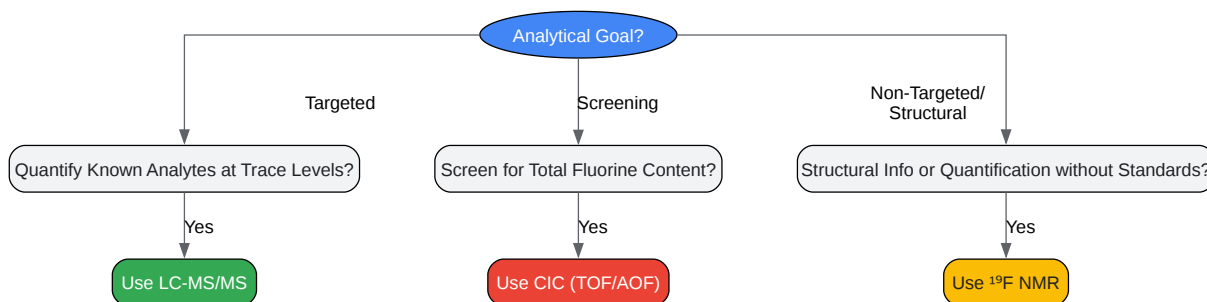 Analytical Goal?
Targeted
Screening
Non-Targeted/
Structural
Quantify Known Analytes at Trace Levels?
Screen for Total Fluorine Content?
Structural Info or Quantification without Standards?
Yes
Yes
Yes
Use LC-MS/MS
Use CIC (TOF/AOF)
Use ¹⁹F NMR